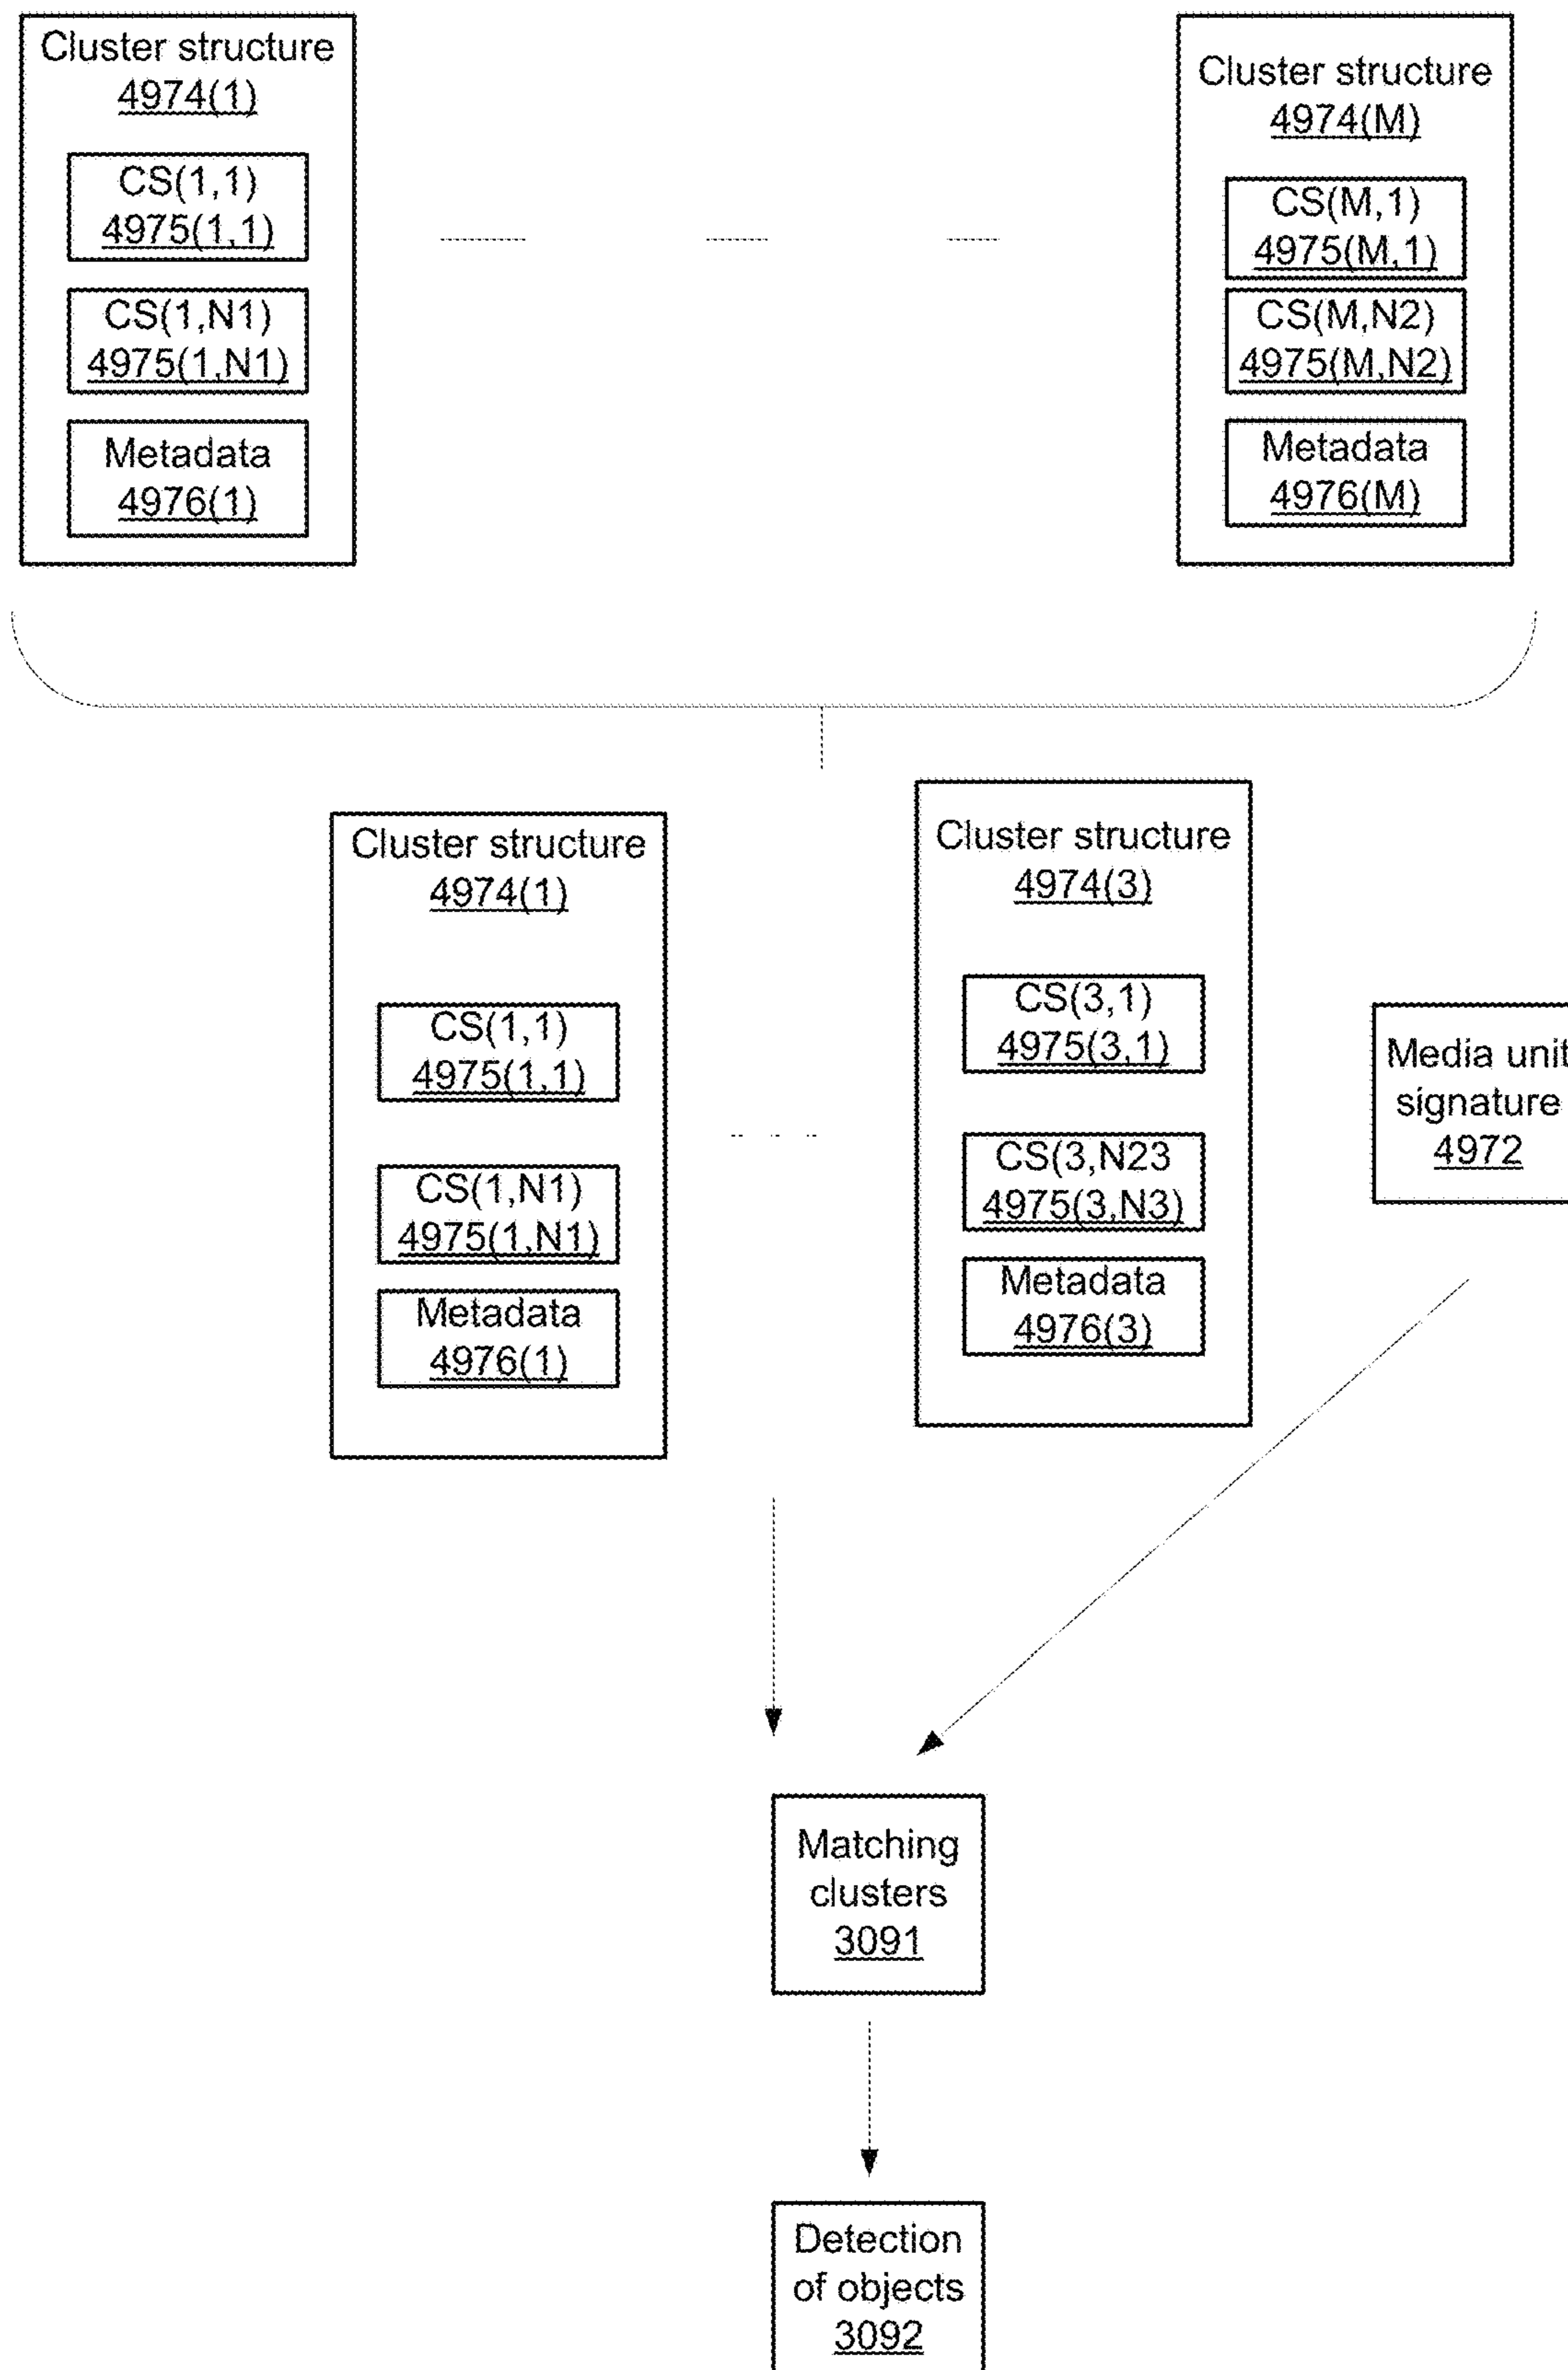 Cluster structure
4974(1)
CS(1,1)
4975(1,1)
CS(1,N1)
4975(1,N1)
Metadata
4976(1)
Cluster structure
4974(M)
CS(M,1)
4975(M,1)
CS(M,N2)
4975(M,N2)
Metadata
4976(M)
Cluster structure
4974(1)
CS(1,1)
4975(1,1)
CS(1,N1)
4975(1,N1)
Metadata
4976(1)
Cluster structure
4974(3)
CS(3,1)
4975(3,1)
CS(3,N23
4975(3,N3)
Metadata
4976(3)
Media unit
signature
4972
Matching
clusters
3091
Detection
of objects
3092